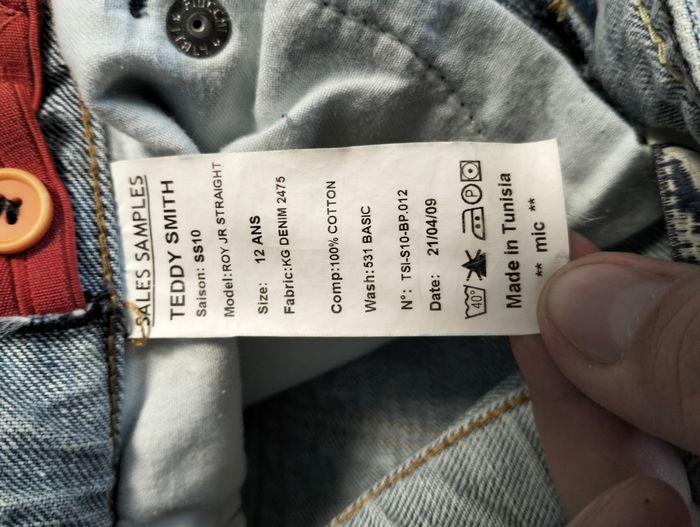 SALES SAMPLES
TEDDY SMITH
Saison: SS10
Model:ROY JR STRAIGHT
Size: 12 ANS
Fabric:KG DENIM 2475
Comp:100% COTTON
Wash:531 BASIC
N°: TSI-S10-BP.012
Date: 21/04/09
40° P
Made in Tunisia
** mic **